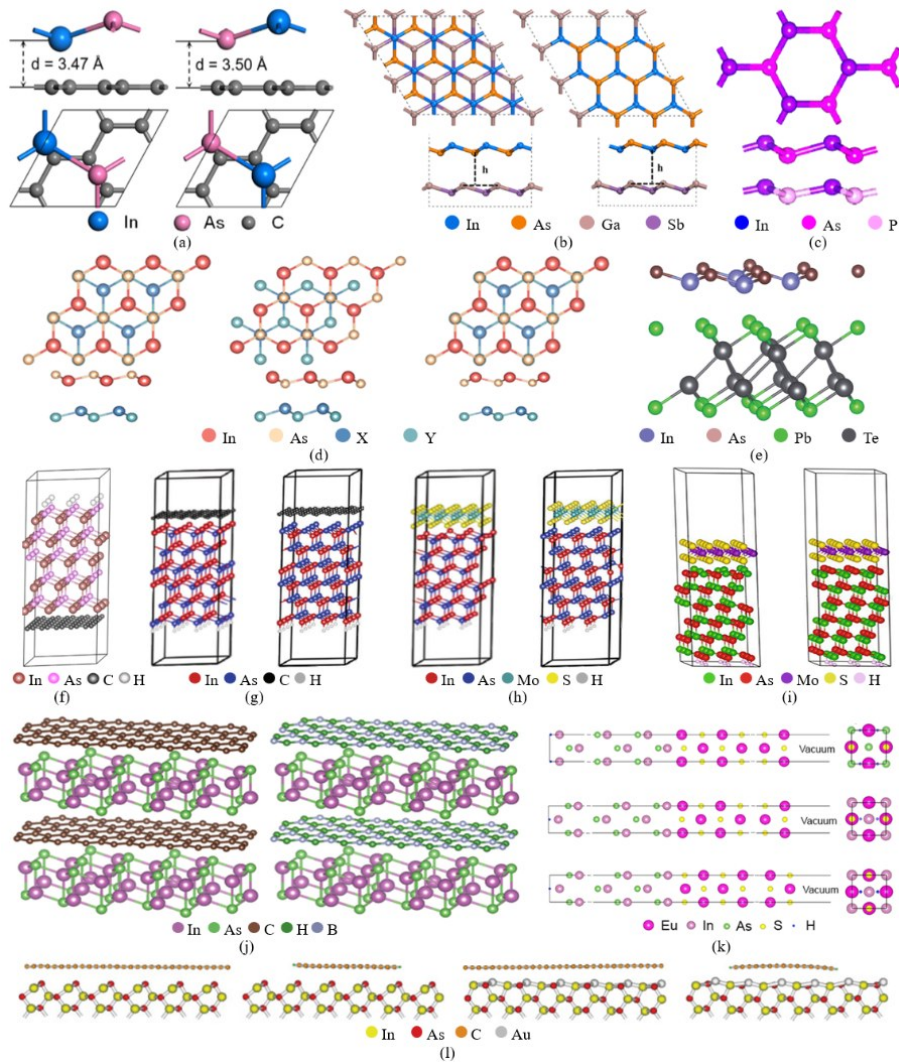 d = 3.47 Å
d = 3.50 Å
In As C
(a)
h
h
In As Ga Sb
(b)
In As P
(c)
In As X Y
(d)
In As Pb Te
(e)
In As C H
(f)
In As C H
(g)
In As Mo S H
(h)
In As Mo S H
(i)
In As C H B
(j)
Vacuum
Vacuum
Vacuum
Eu In As S H
(k)
In As C Au
(l)